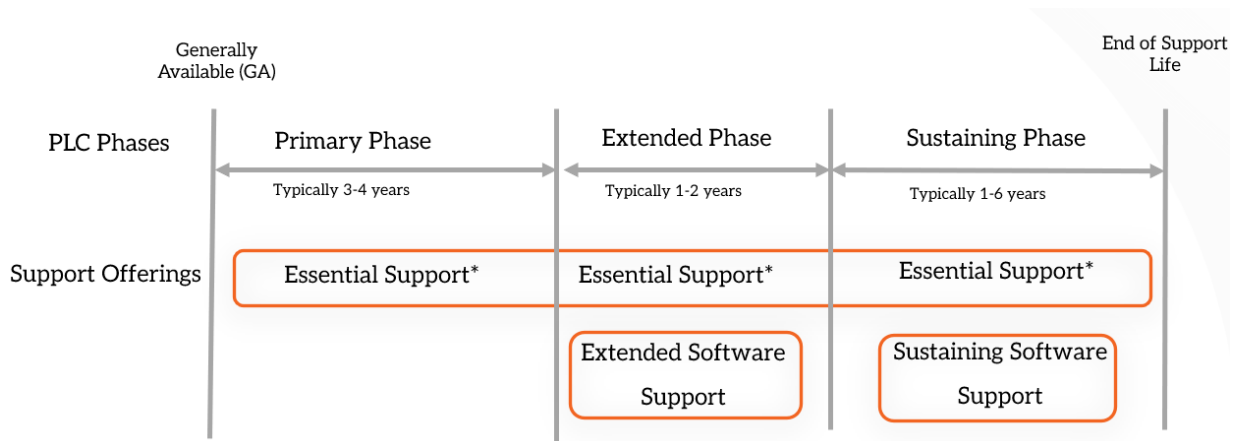 Generally
Available (GA)
End of Support
Life
PLC Phases
Primary Phase
Extended Phase
Sustaining Phase
Typically 3-4 years
Typically 1-2 years
Typically 1-6 years
Support Offerings
Essential Support*
Essential Support*
Essential Support*
Extended Software
Support
Sustaining Software
Support